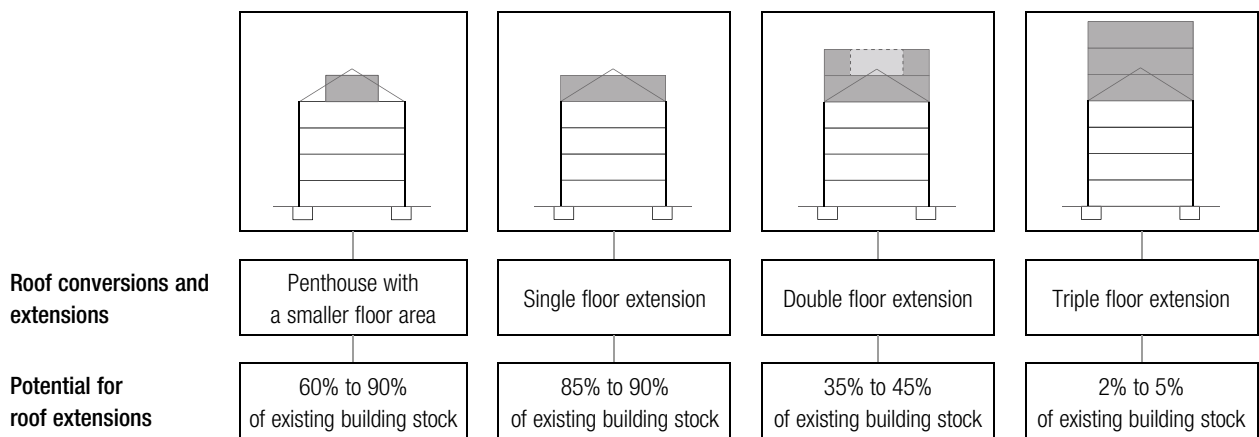 Roof conversions and
extensions
Penthouse with
a smaller floor area
Single floor extension
Double floor extension
Triple floor extension
Potential for
roof extensions
60% to 90%
of existing building stock
85% to 90%
of existing building stock
35% to 45%
of existing building stock
2% to 5%
of existing building stock